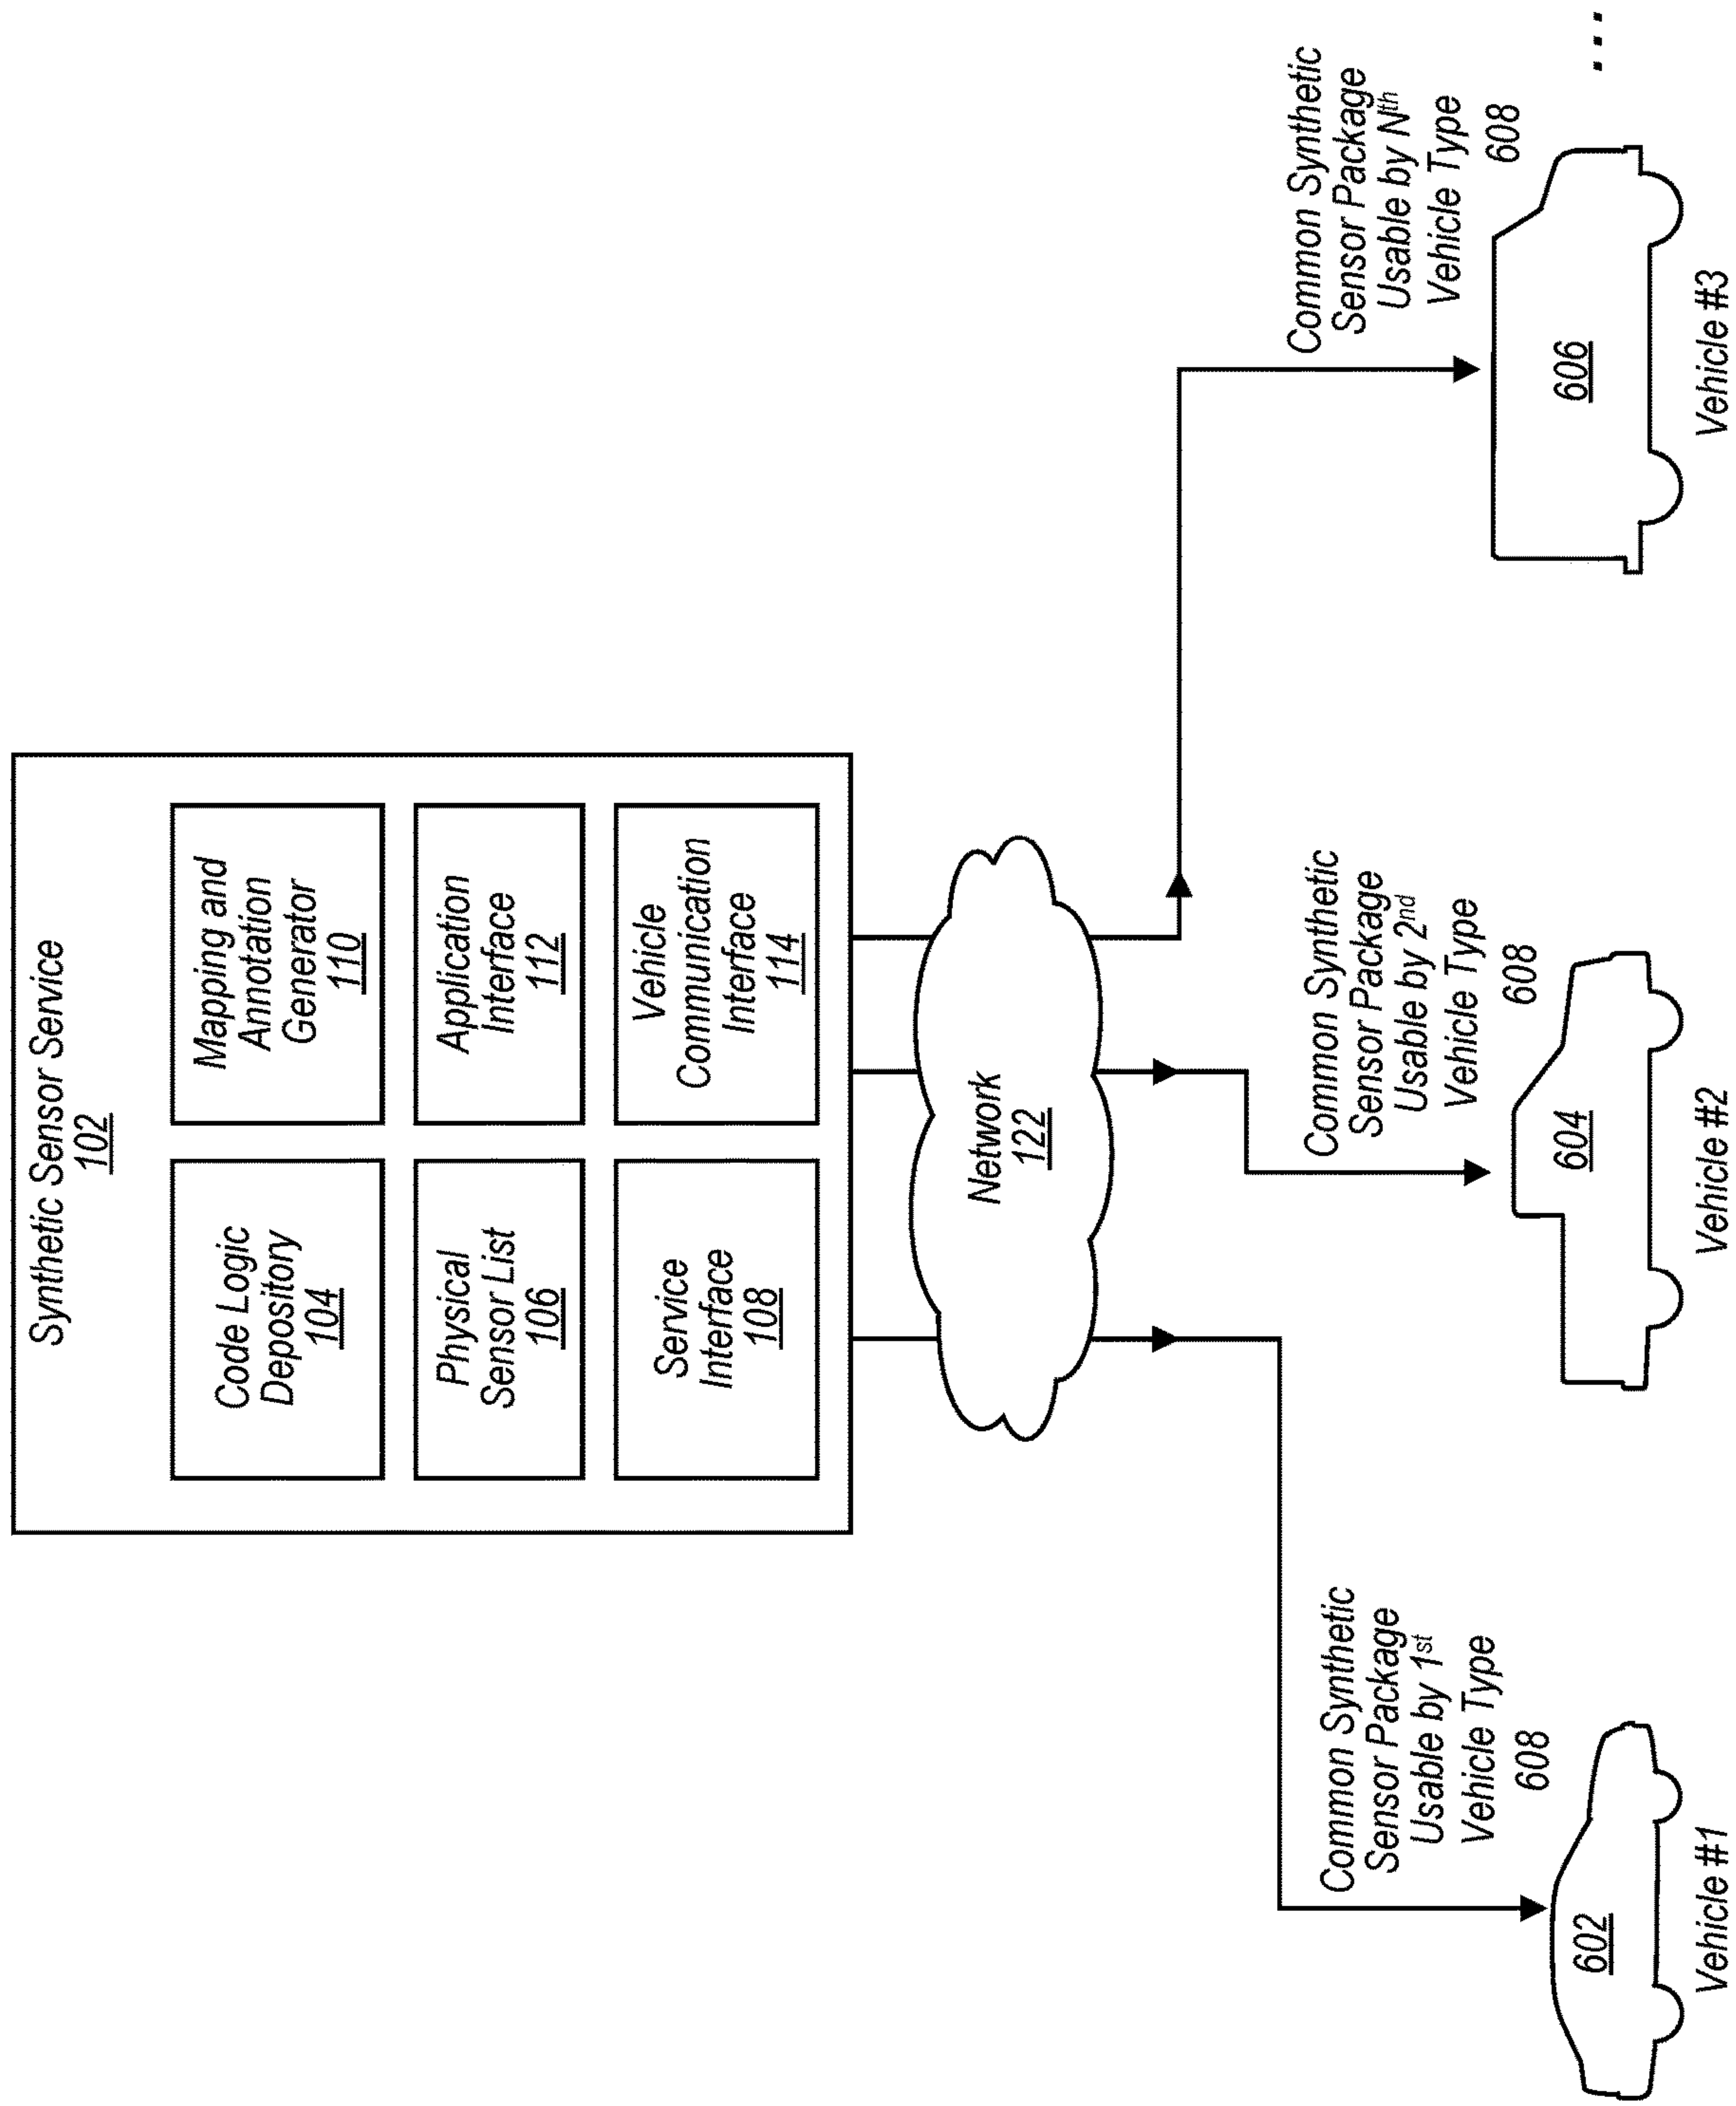 Synthetic Sensor Service
102
Code Logic
Depository
104
Mapping and
Annotation
Generator
110
Physical
Sensor List
106
Application
Interface
112
Service
Interface
108
Vehicle
Communication
Interface
114
Network
122
Common Synthetic
Sensor Package
Usable by 1st
Vehicle Type
608
602
Vehicle #1
Common Synthetic
Sensor Package
Usable by 2nd
Vehicle Type
608
604
Vehicle #2
Common Synthetic
Sensor Package
Usable by Nth
Vehicle Type
608
606
Vehicle #3
...